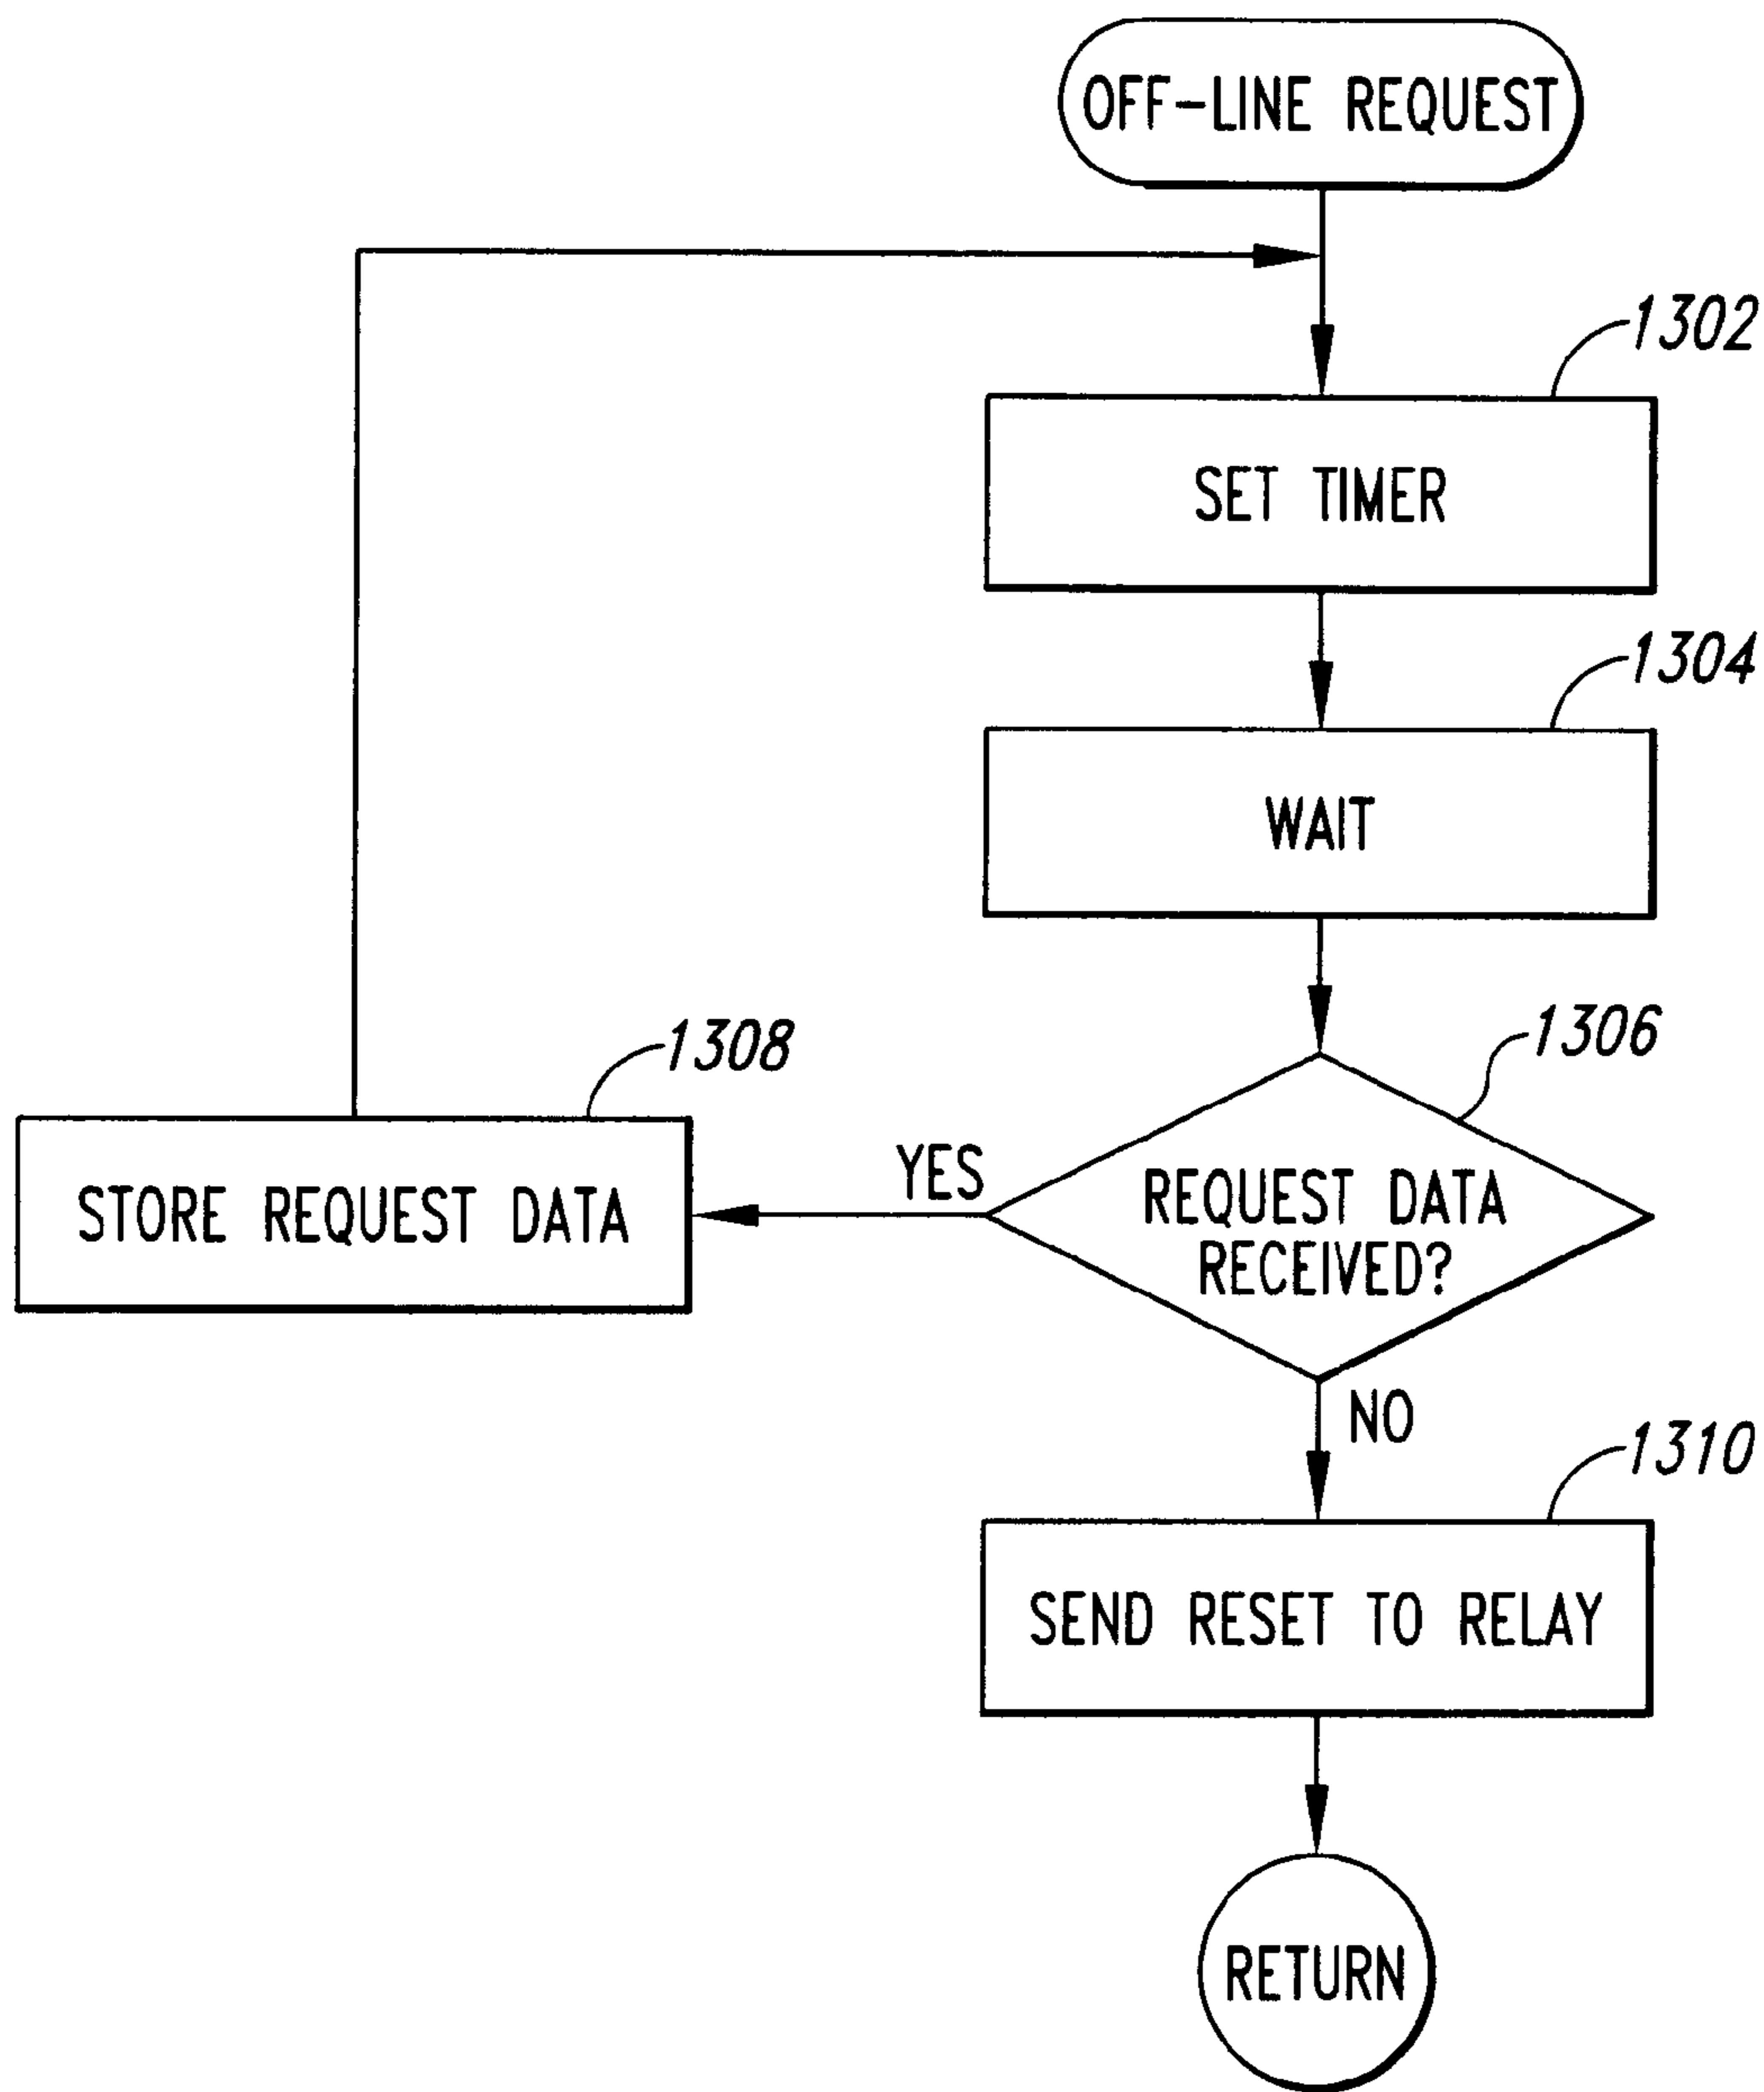 OFF-LINE REQUEST
1302
SET TIMER
1304
WAIT
1306
1308
YES
REQUEST DATA
RECEIVED?
STORE REQUEST DATA
NO
1310
SEND RESET TO RELAY
RETURN